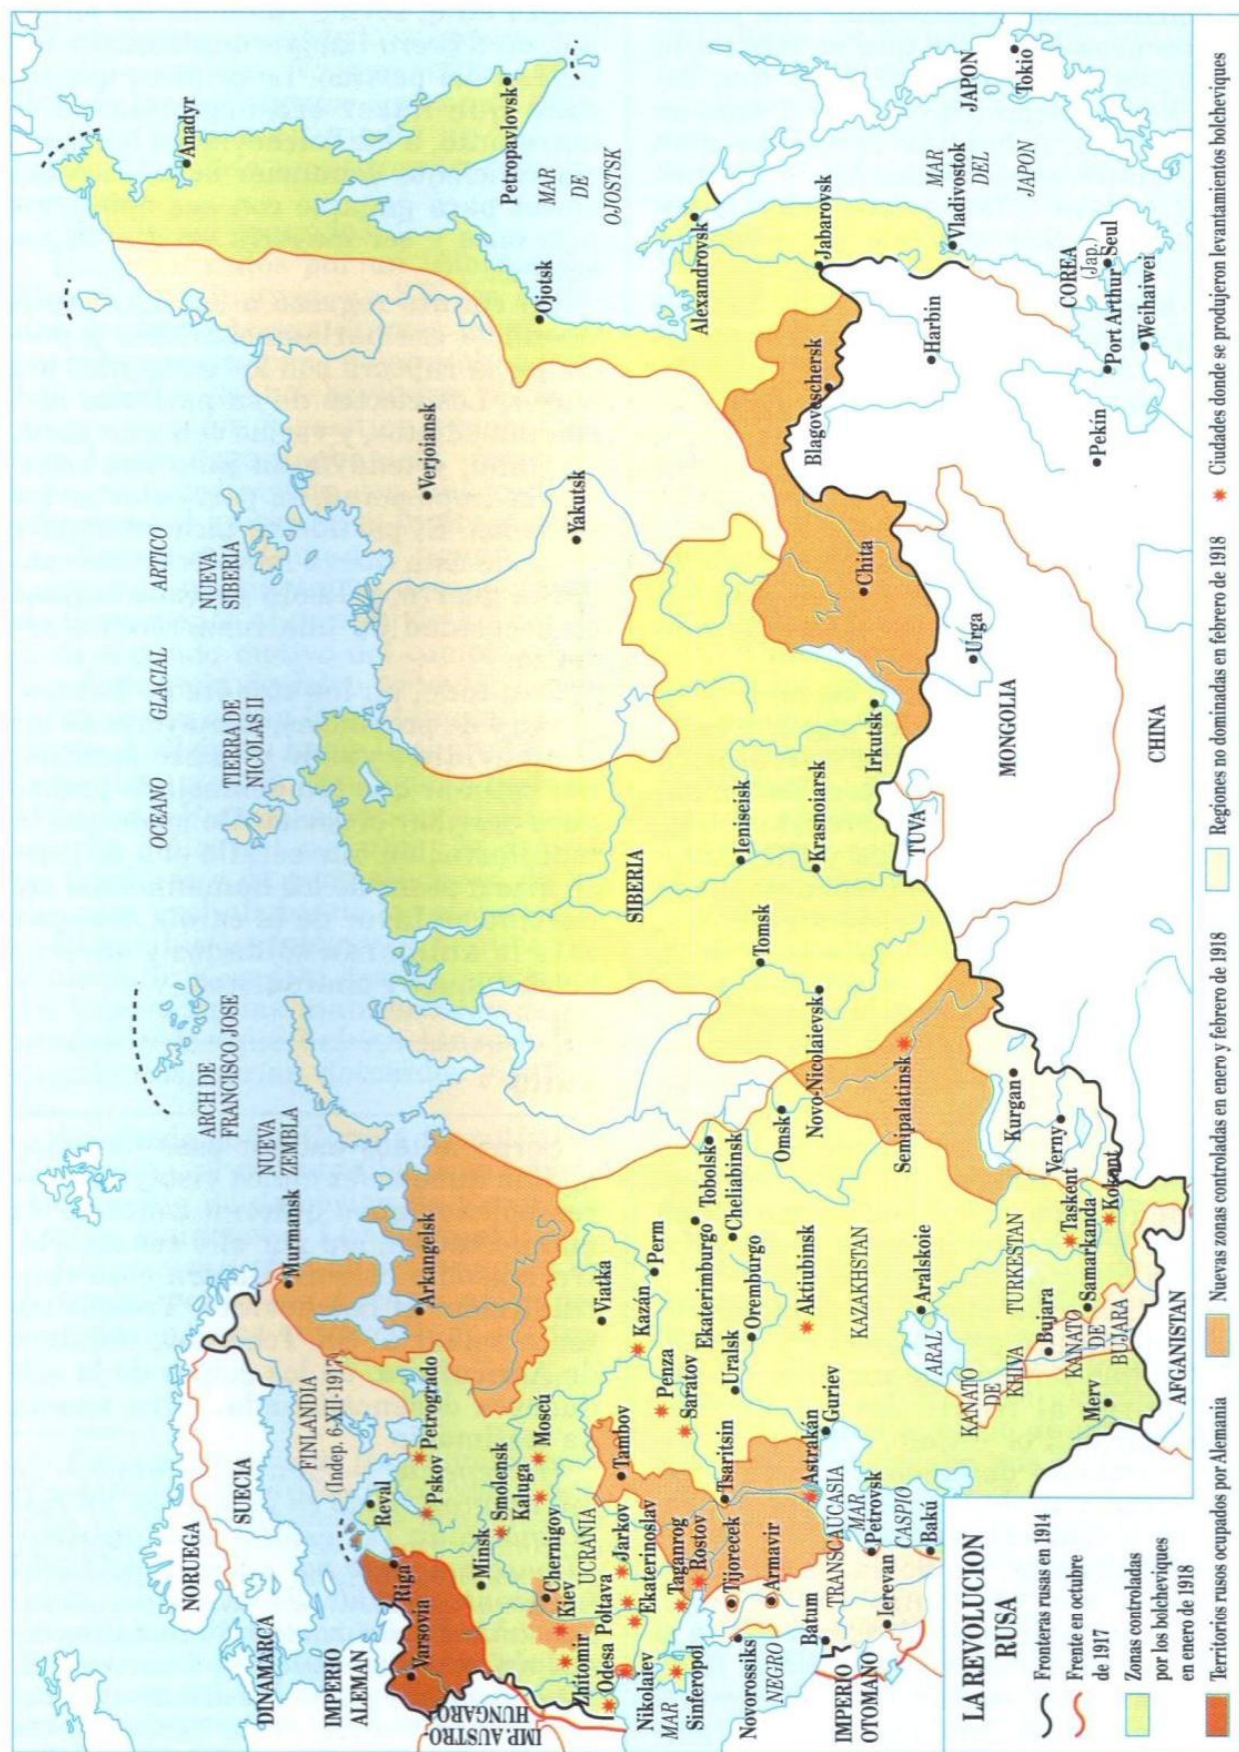 OCEANO GLACIAL ARTICO
ARCH DE
FRANCISCO JOSE
TIERRA DE
NICOLAS II
NUEVA
SIBERIA
NUEVA
ZEMBLA
Anadyr
Petropavlovsk
MAR
DE
OJOSTSK
Ojotsk
Verjoiansk
Yakutsk
Alexandrovsk
Jabarovsk
Blagoveschersk
Chita
Irkutsk
Urga
MONGOLIA
CHINA
Harbin
Vladivostok
MAR
DEL
JAPON
JAPON
Tokio
COREA
(Jap.)
Seul
Port Arthur
Weihaiwei
Pekín
TUVA
SIBERIA
Ieniseisk
Krasnoiarsk
Tomsk
Novo-Nicolaievsk
Omsk
Semipalatinsk
Kurgan
Verny
Taskent
Kokant
Samarkanda
Tobolsk
Cheliabinsk
Ekaterimburgo
Oremburgo
Uralsk
Aktiubinsk
KAZAKHSTAN
Aralskoie
ARAL
TURKESTAN
KANATO
DE
KHIVA
Bujara
KANATO
DE
BUJARA
Merv
AFGANISTAN
Murmansk
Arkangelsk
Viatka
Perm
Kazán
Penza
Saratov
Guriev
Astrakán
Tsaritsin
Tambov
NORUEGA
SUECIA
DINAMARCA
FINLANDIA
(Indep. 6-XII-1917)
Reval
Petrogrado
Pskov
Moscú
Smolensk
Kaluga
Riga
Varsovia
Minsk
IMPERIO
ALEMAN
IMP. AUSTRO-
HUNGARO
Chernigov
Kiev
UCRANIA
Zhitomir
Poltava
Jarkov
Ekaterinoslav
Odesa
Nikolaiev
Taganrog
Rostov
MAR
NEGRO
Sinferopol
Tijorecek
Armavir
Novorossiks
Batum
TRANSCAUCASIA
MAR
CASPIO
Petrovsk
Bakú
Ierevan
IMPERIO
OTOMANO
LA REVOLUCION
RUSA
Fronteras rusas en 1914
Frente en octubre
de 1917
Zonas controladas
por los bolcheviques
en enero de 1918
Territorios rusos ocupados por Alemania
Nuevas zonas controladas en enero y febrero de 1918
Regiones no dominadas en febrero de 1918
Ciudades donde se produjeron levantamientos bolcheviques